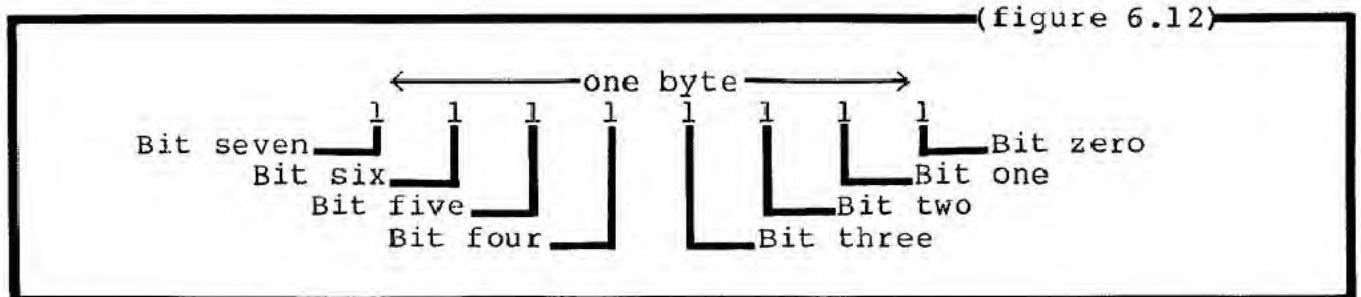 (figure 6.12)
one byte
1 1 1 1 1 1 1 1
Bit seven Bit zero
Bit six Bit one
Bit five Bit two
Bit four Bit three